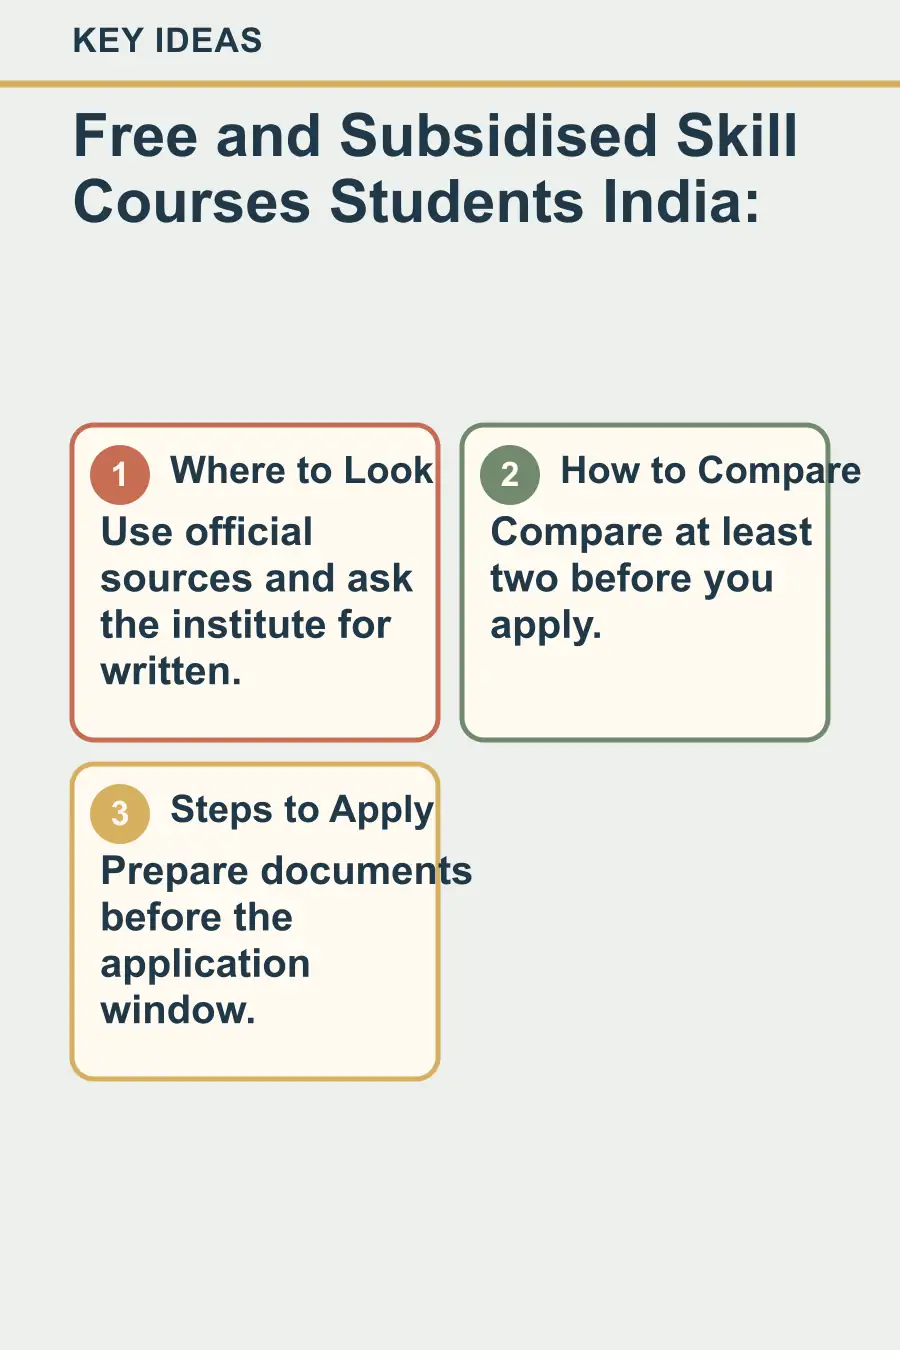 KEY IDEAS
Free and Subsidised Skill
Courses Students India:
1 Where to Look
Use official
sources and ask
the institute for
written.
2 How to Compare
Compare at least
two before you
apply.
3 Steps to Apply
Prepare documents
before the
application
window.